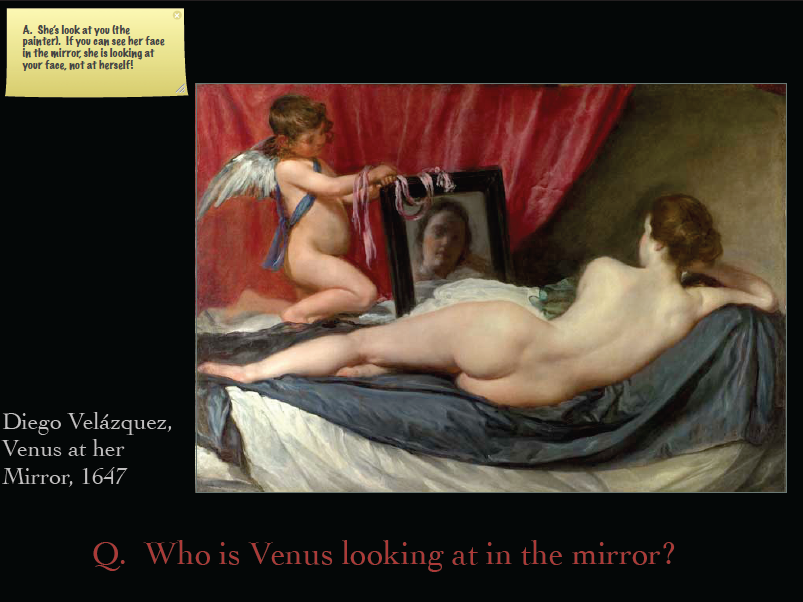 A.  She's look at you (the
painter).  If you can see her face
in the mirror, she is looking at
your face, not at herself!
Diego Velázquez,
Venus at her
Mirror, 1647
Q.  Who is Venus looking at in the mirror?